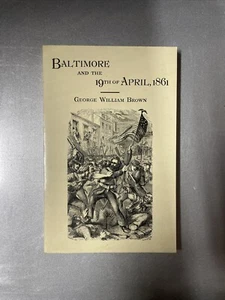 BALTIMORE
AND THE
19TH OF APRIL, 1861
GEORGE WILLIAM BROWN